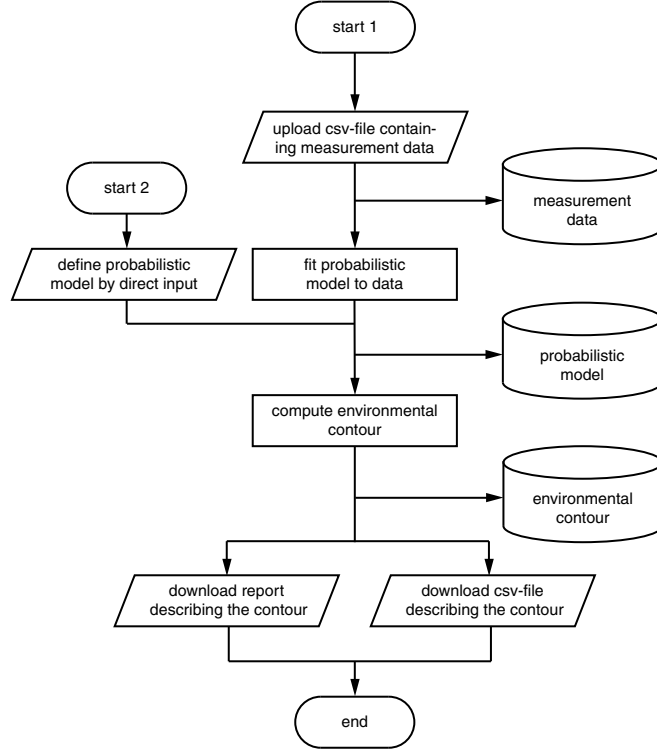 start 1
upload csv-file contain-
ing measurement data
start 2
measurement
data
define probabilistic
model by direct input
fit probabilistic
model to data
probabilistic
model
compute environmental
contour
environmental
contour
download report
describing the contour
download csv-file
describing the contour
end